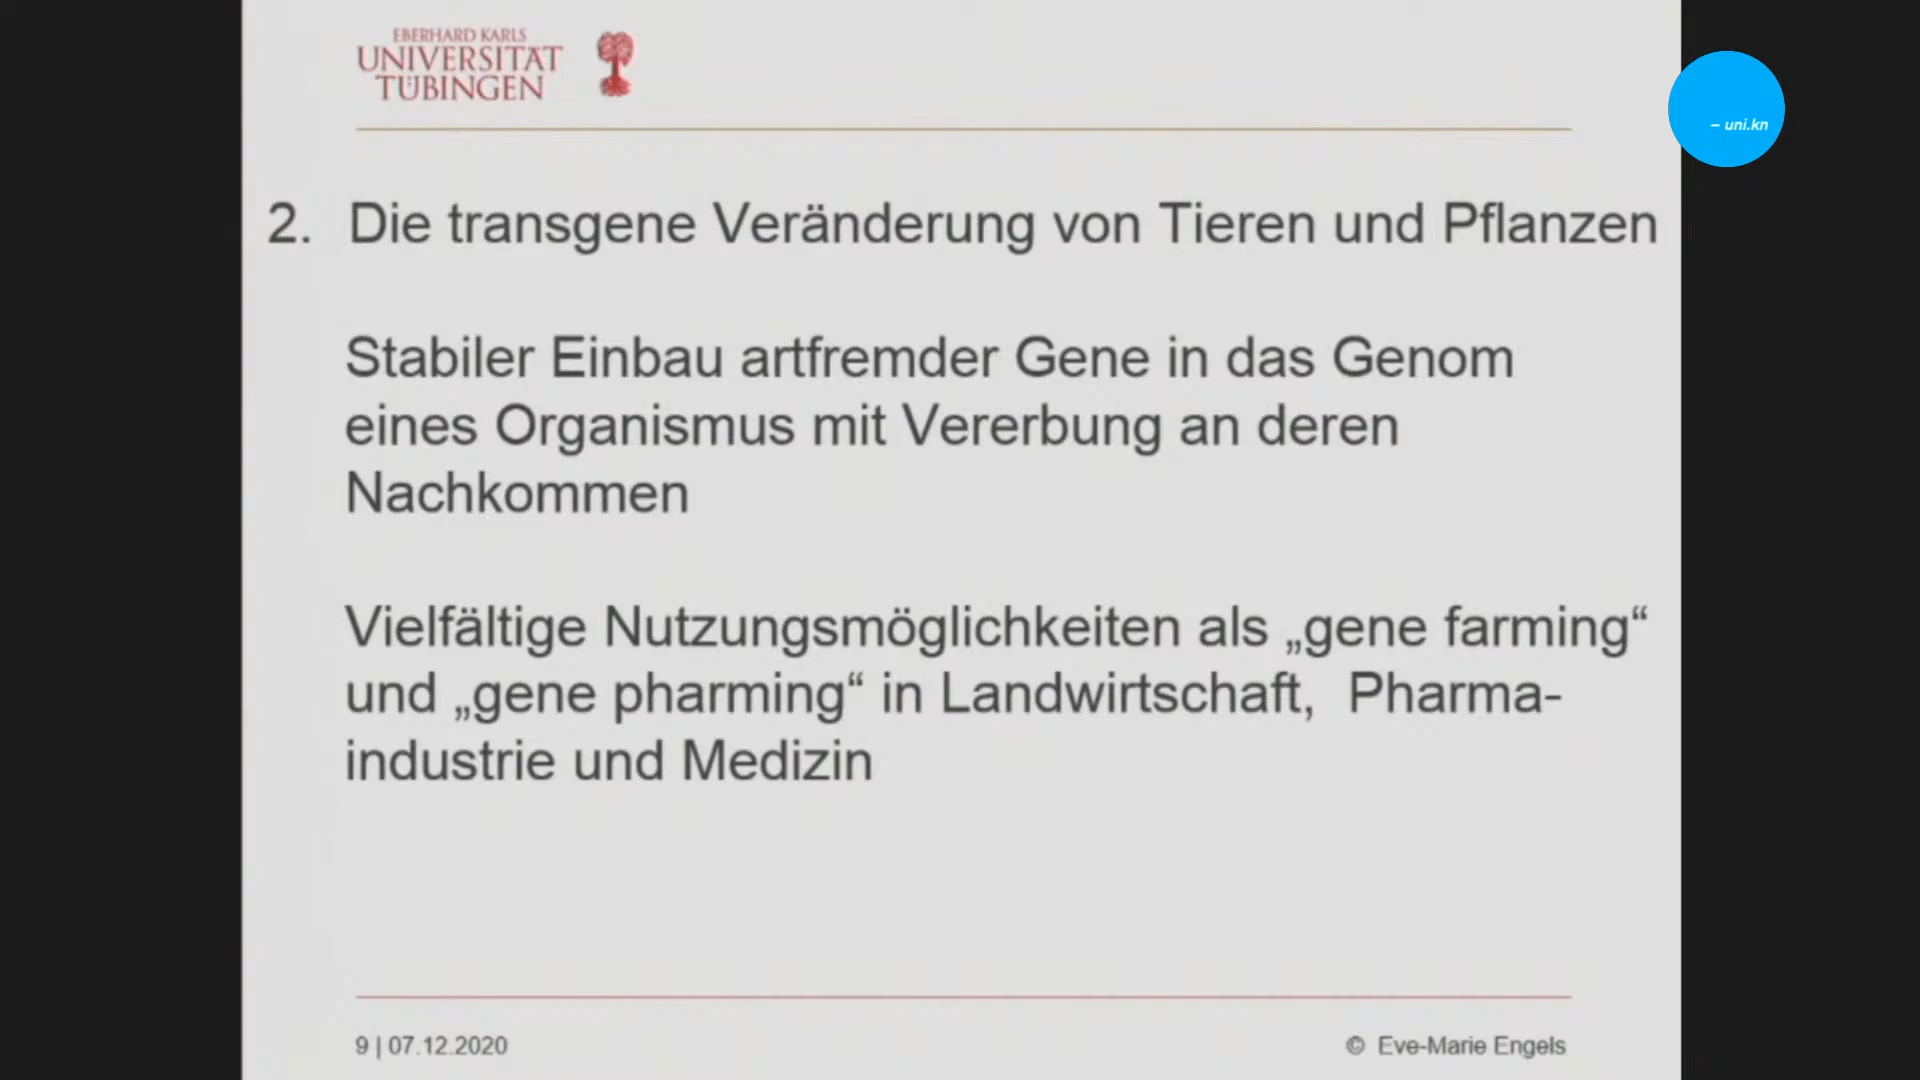 EBERHARD KARLS
UNIVERSITÄT
TÜBINGEN
– uni.kn
2. Die transgene Veränderung von Tieren und Pflanzen
Stabiler Einbau artfremder Gene in das Genom
eines Organismus mit Vererbung an deren
Nachkommen
Vielfältige Nutzungsmöglichkeiten als „gene farming“
und „gene pharming“ in Landwirtschaft, Pharma-
industrie und Medizin
9 | 07.12.2020
© Eve-Marie Engels